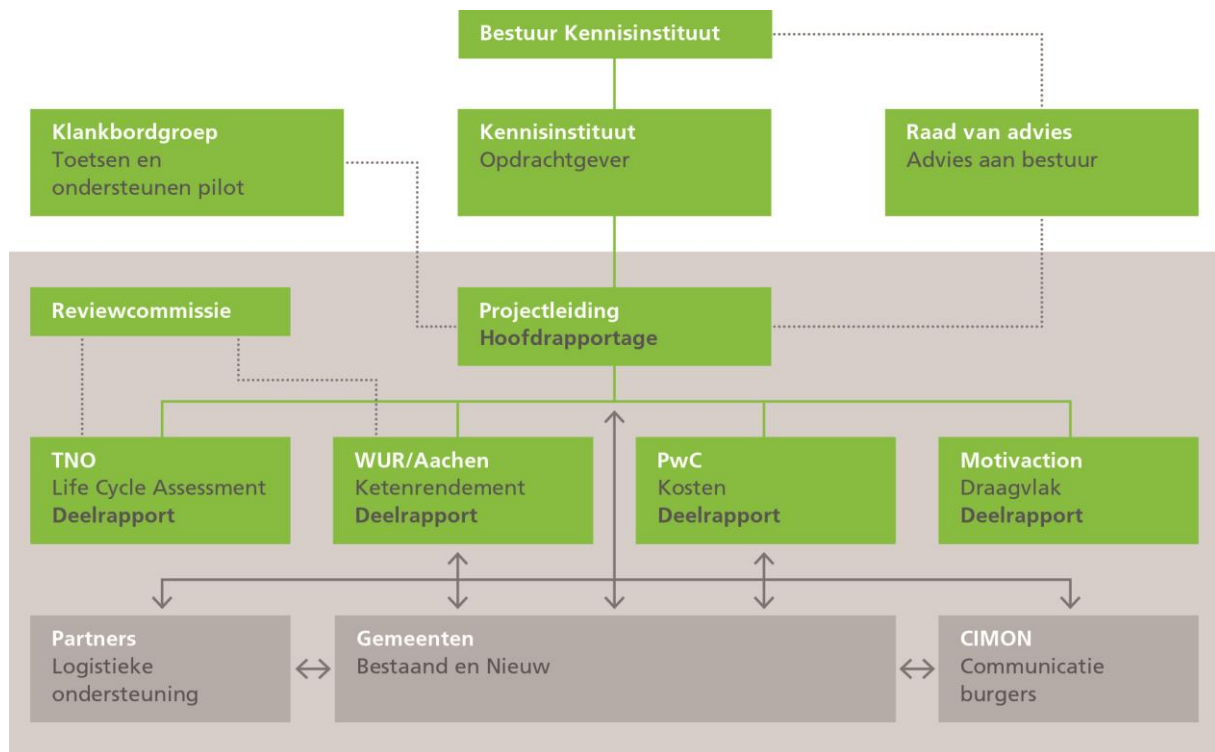 Bestuur Kennisinstituut
Klankbordgroep
Toetsen en
ondersteunen pilot
Kennisinstituut
Opdrachtgever
Raad van advies
Advies aan bestuur
Reviewcommissie
Projectleiding
Hoofdrapportage
TNO
Life Cycle Assessment
Deelrapport
WUR/Aachen
Ketenrendement
Deelrapport
PwC
Kosten
Deelrapport
Motivaction
Draagvlak
Deelrapport
Partners
Logistieke
ondersteuning
Gemeenten
Bestaand en Nieuw
CIMON
Communicatie
burgers